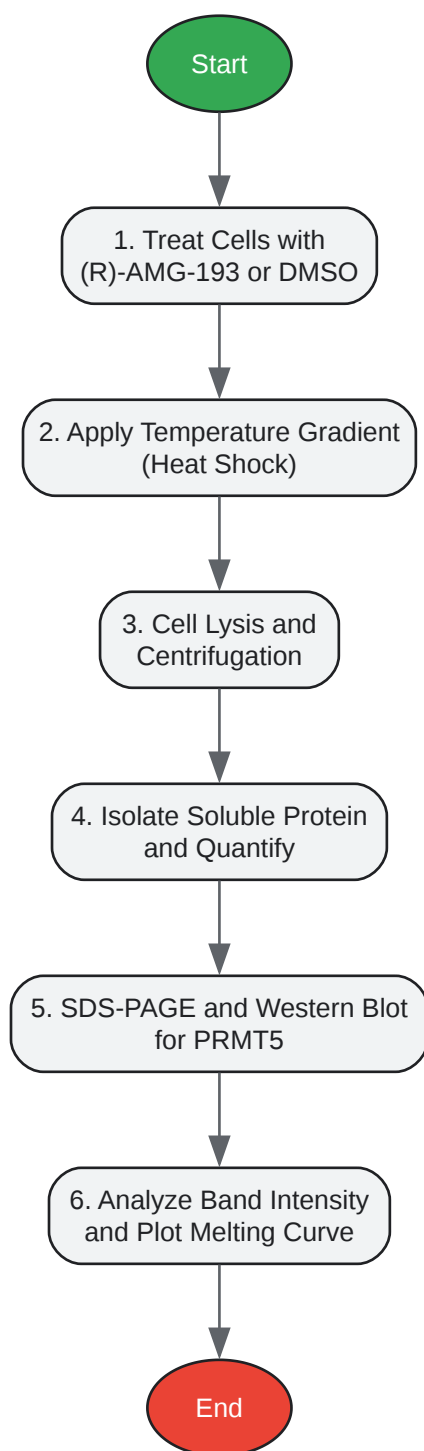 Start
1. Treat Cells with
(R)-AMG-193 or DMSO
2. Apply Temperature Gradient
(Heat Shock)
3. Cell Lysis and
Centrifugation
4. Isolate Soluble Protein
and Quantify
5. SDS-PAGE and Western Blot
for PRMT5
6. Analyze Band Intensity
and Plot Melting Curve
End